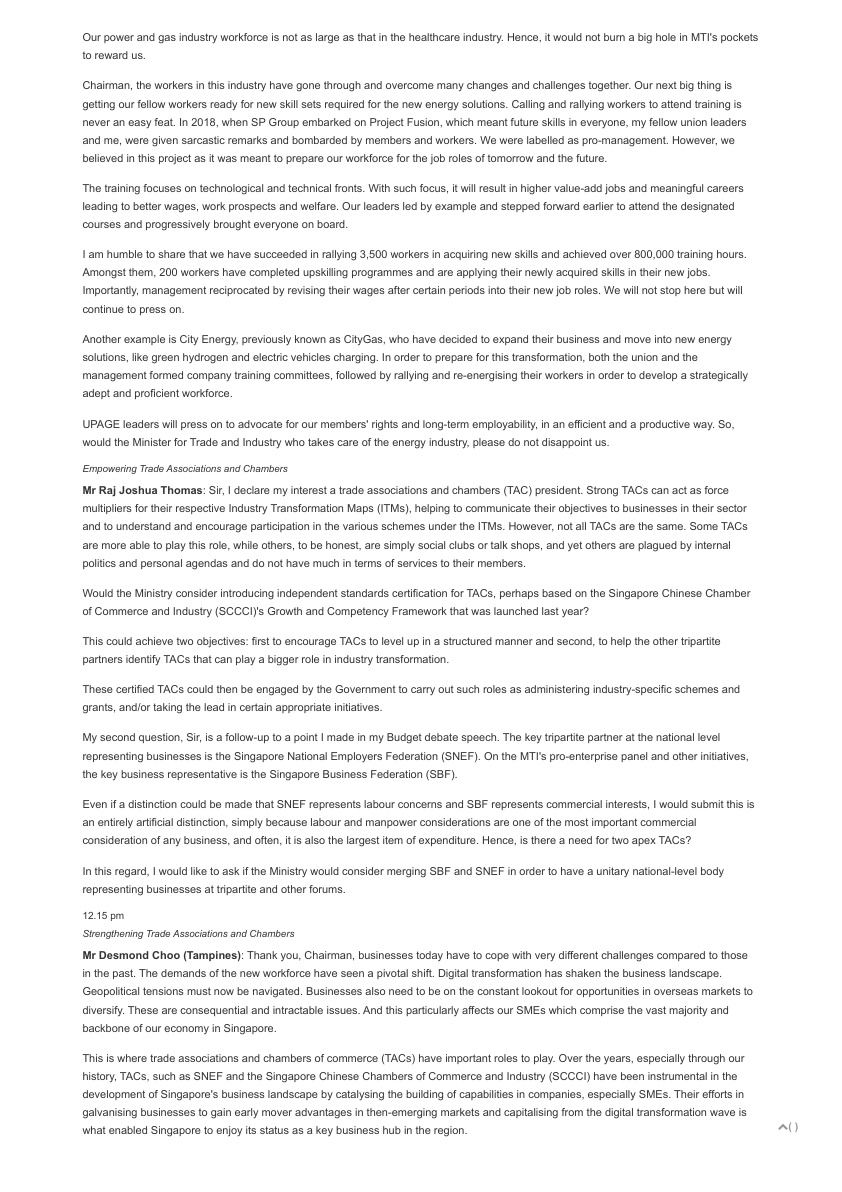 Our power and gas industry workforce is not as large as that in the healthcare industry. Hence, it would not burn a big hole in MTI's pockets
to reward us.
Chairman, the workers in this industry have gone through and overcome many changes and challenges together. Our next big thing is
getting our fellow workers ready for new skill sets required for the new energy solutions. Calling and rallying workers to attend training is
never an easy feat. In 2018, when SP Group embarked on Project Fusion, which meant future skills in everyone, my fellow union leaders
and me, were given sarcastic remarks and bombarded by members and workers. We were labelled as pro-management. However, we
believed in this project as it was meant to prepare our workforce for the job roles of tomorrow and the future.
The training focuses on technological and technical fronts. With such focus, it will result in higher value-add jobs and meaningful careers
leading to better wages, work prospects and welfare. Our leaders led by example and stepped forward earlier to attend the designated
courses and progressively brought everyone on board.
I am humble to share that we have succeeded in rallying 3,500 workers in acquiring new skills and achieved over 800,000 training hours.
Amongst them, 200 workers have completed upskilling programmes and are applying their newly acquired skills in their new jobs.
Importantly, management reciprocated by revising their wages after certain periods into their new job roles. We will not stop here but will
continue to press on.
Another example is City Energy, previously known as CityGas, who have decided to expand their business and move into new energy
solutions, like green hydrogen and electric vehicles charging. In order to prepare for this transformation, both the union and the
management formed company training committees, followed by rallying and re-energising their workers in order to develop a strategically
adept and proficient workforce.
UPAGE leaders will press on to advocate for our members' rights and long-term employability, in an efficient and a productive way. So,
would the Minister for Trade and Industry who takes care of the energy industry, please do not disappoint us.
Empowering Trade Associations and Chambers
Mr Raj Joshua Thomas: Sir, I declare my interest a trade associations and chambers (TAC) president. Strong TACs can act as force
multipliers for their respective Industry Transformation Maps (ITMs), helping to communicate their objectives to businesses in their sector
and to understand and encourage participation in the various schemes under the ITMs. However, not all TACs are the same. Some TACs
are more able to play this role, while others, to be honest, are simply social clubs or talk shops, and yet others are plagued by internal
politics and personal agendas and do not have much in terms of services to their members.
Would the Ministry consider introducing independent standards certification for TACs, perhaps based on the Singapore Chinese Chamber
of Commerce and Industry (SCCCI)'s Growth and Competency Framework that was launched last year?
This could achieve two objectives: first to encourage TACs to level up in a structured manner and second, to help the other tripartite
partners identify TACs that can play a bigger role in industry transformation.
These certified TACs could then be engaged by the Government to carry out such roles as administering industry-specific schemes and
grants, and/or taking the lead in certain appropriate initiatives.
My second question, Sir, is a follow-up to a point I made in my Budget debate speech. The key tripartite partner at the national level
representing businesses is the Singapore National Employers Federation (SNEF). On the MTI's pro-enterprise panel and other initiatives,
the key business representative is the Singapore Business Federation (SBF).
Even if a distinction could be made that SNEF represents labour concerns and SBF represents commercial interests, I would submit this is
an entirely artificial distinction, simply because labour and manpower considerations are one of the most important commercial
consideration of any business, and often, it is also the largest item of expenditure. Hence, is there a need for two apex TACs?
In this regard, I would like to ask if the Ministry would consider merging SBF and SNEF in order to have a unitary national-level body
representing businesses at tripartite and other forums.
12.15 pm
Strengthening Trade Associations and Chambers
Mr Desmond Choo (Tampines): Thank you, Chairman, businesses today have to cope with very different challenges compared to those
in the past. The demands of the new workforce have seen a pivotal shift. Digital transformation has shaken the business landscape.
Geopolitical tensions must now be navigated. Businesses also need to be on the constant lookout for opportunities in overseas markets to
diversify. These are consequential and intractable issues. And this particularly affects our SMEs which comprise the vast majority and
backbone of our economy in Singapore.
This is where trade associations and chambers of commerce (TACs) have important roles to play. Over the years, especially through our
history, TACs, such as SNEF and the Singapore Chinese Chambers of Commerce and Industry (SCCCI) have been instrumental in the
development of Singapore's business landscape by catalysing the building of capabilities in companies, especially SMEs. Their efforts in
galvanising businesses to gain early mover advantages in then-emerging markets and capitalising from the digital transformation wave is
what enabled Singapore to enjoy its status as a key business hub in the region.
( )